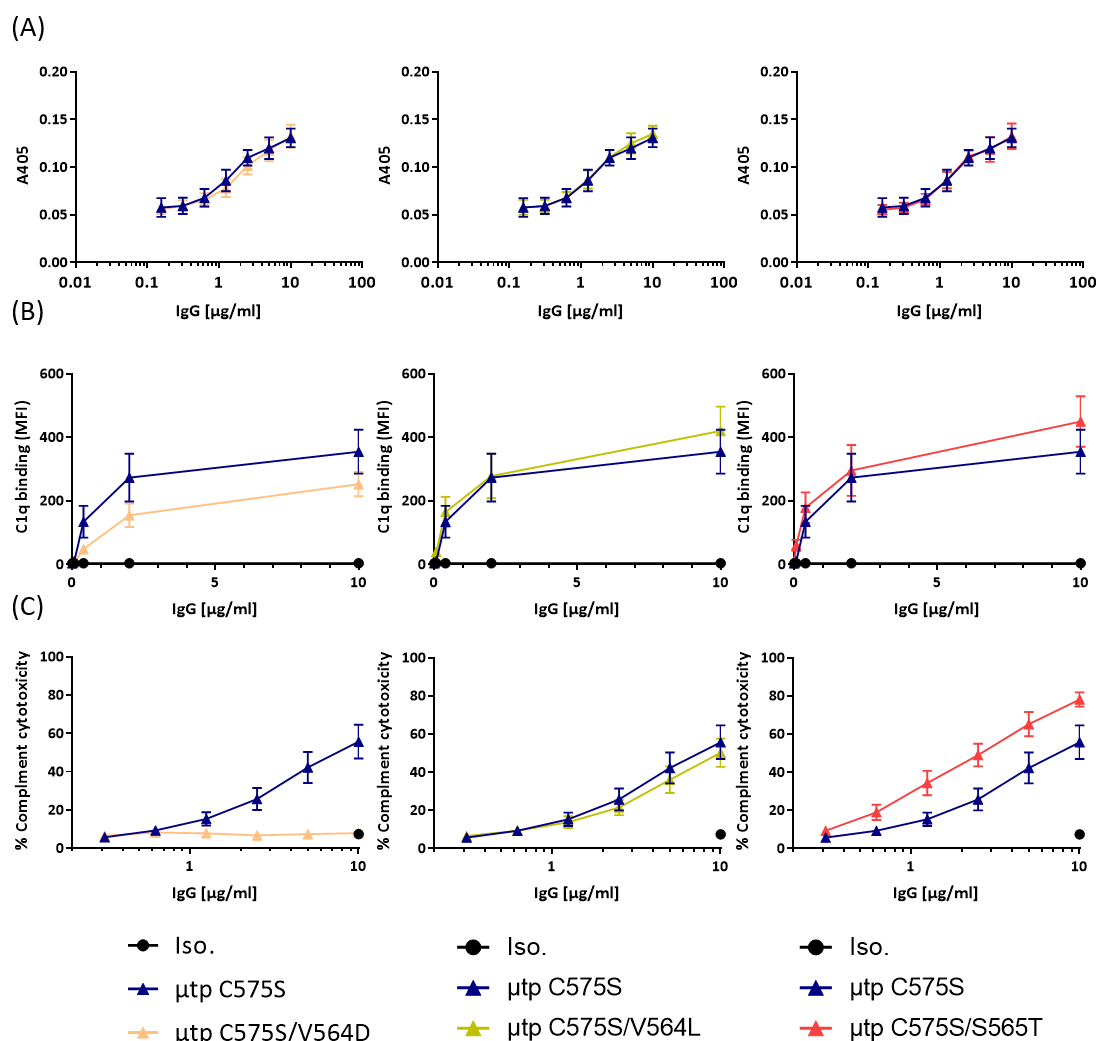 (A)
0.20 0.20 0.20
0.15 0.15 0.15
A405 0.10 A405 0.10 A405 0.10
0.05 0.05 0.05
0.00 0.00 0.00
0.01 0.1 1 10 100 0.01 0.1 1 10 100 0.01 0.1 1 10 100
IgG [µg/ml] IgG [µg/ml] IgG [µg/ml]
(B)
600 600 600
400 400 400
C1q binding (MFI) C1q binding (MFI) C1q binding (MFI)
200 200 200
0 0 0
0 5 10 0 5 10 0 5 10
IgG [µg/ml] IgG [µg/ml] IgG [µg/ml]
(C)
100 100 100
80 80 80
60 60 60
% Complment cytotoxicity % Complment cytotoxicity % Complment cytotoxicity
40 40 40
20 20 20
0 0 0
1 10 1 10 1 10
IgG [µg/ml] IgG [µg/ml] IgG [µg/ml]
Iso. Iso. Iso.
µtp C575S µtp C575S µtp C575S
µtp C575S/V564D µtp C575S/V564L µtp C575S/S565T